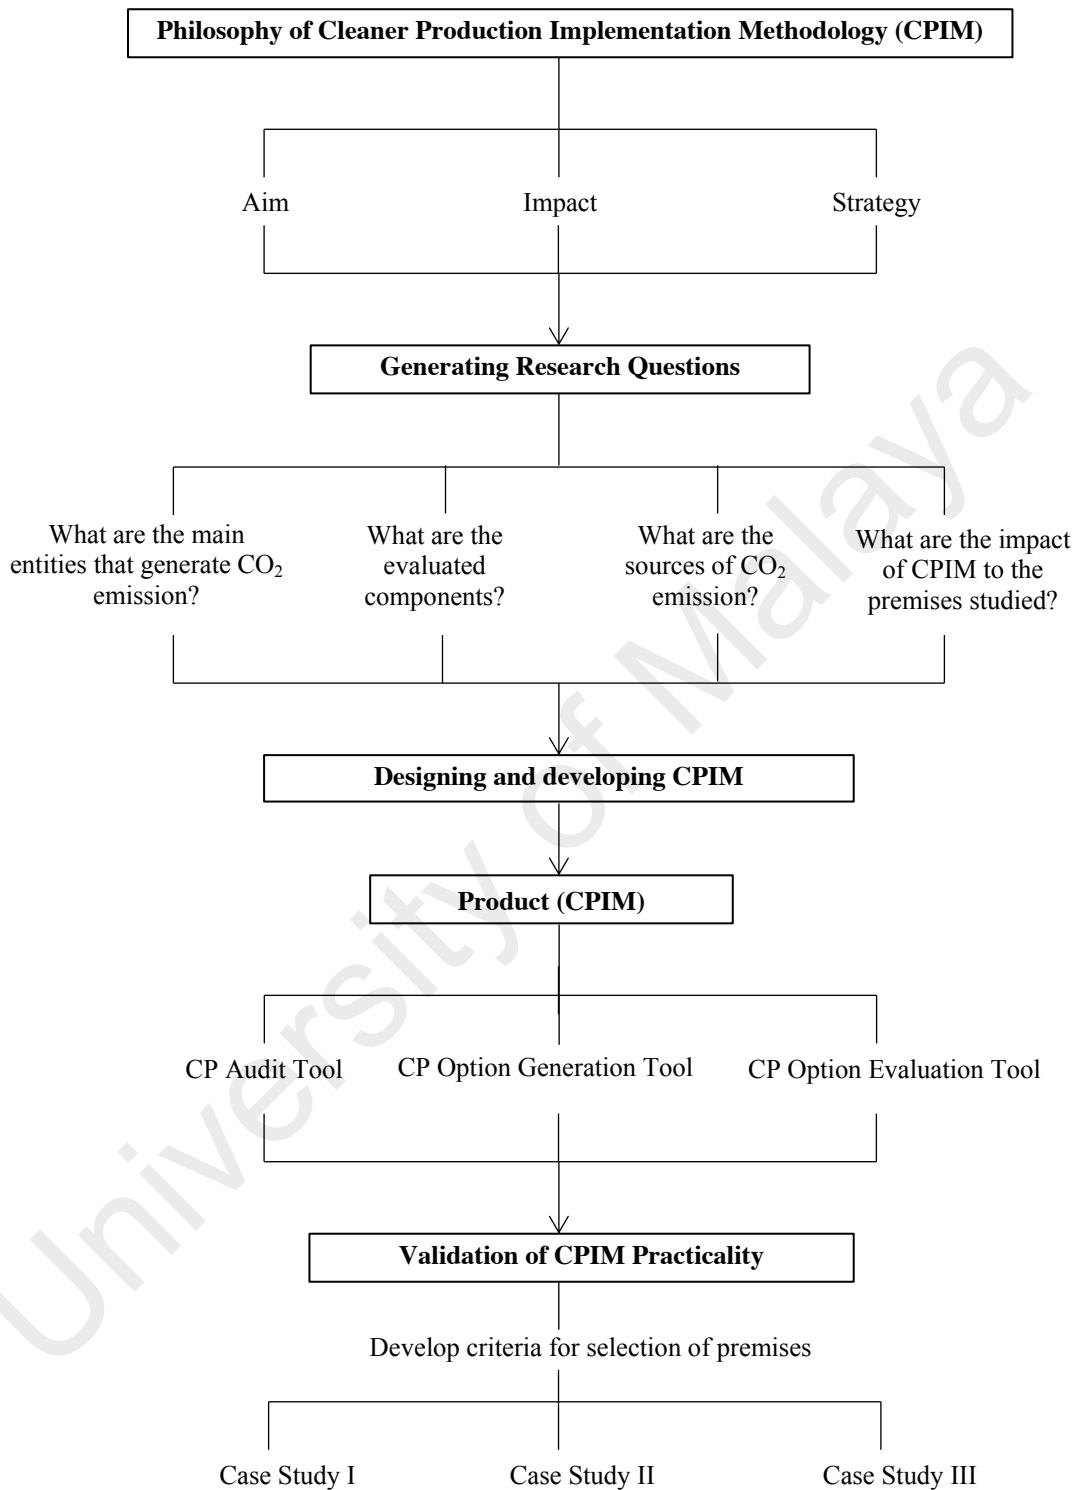 Philosophy of Cleaner Production Implementation Methodology (CPIM)
Aim
Impact
Strategy
Generating Research Questions
What are the main
entities that generate CO₂
emission?
What are the
evaluated
components?
What are the
sources of CO₂
emission?
What are the impact
of CPIM to the
premises studied?
Designing and developing CPIM
Product (CPIM)
CP Audit Tool
CP Option Generation Tool
CP Option Evaluation Tool
Validation of CPIM Practicality
Develop criteria for selection of premises
Case Study I
Case Study II
Case Study III
University of Malaya